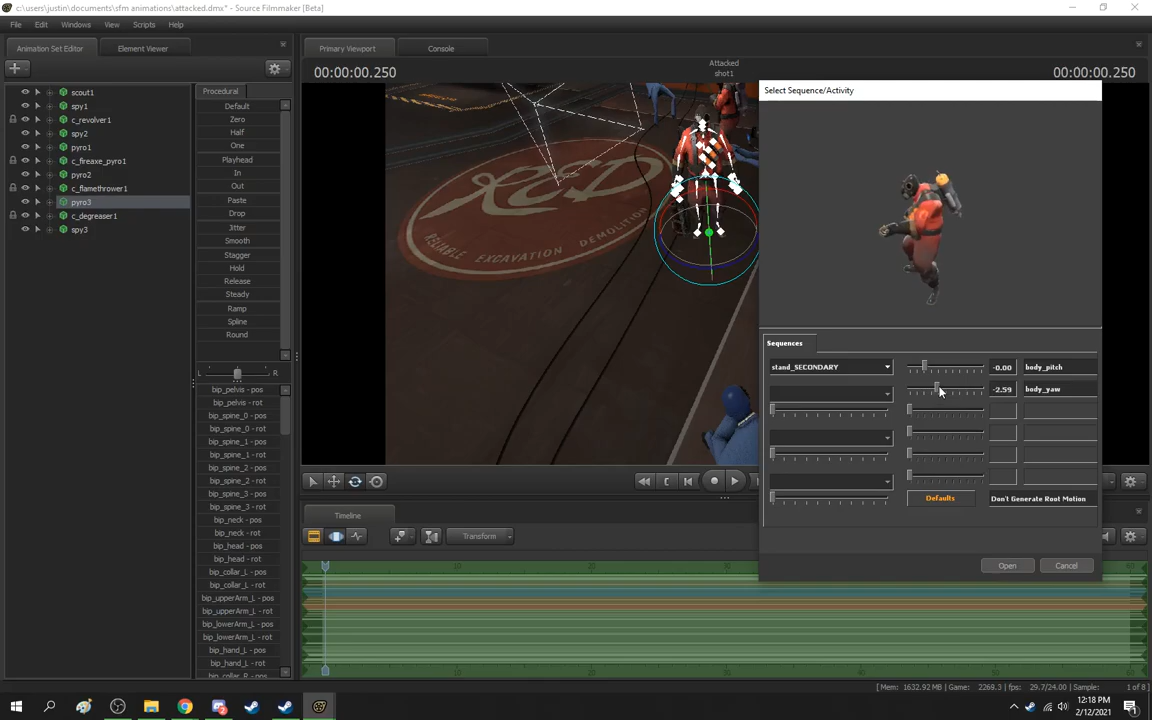 c:\users\justin\documents\sfm animations\attacked.dmx* - Source Filmmaker [Beta]
File Edit Windows View Scripts Help
Animation Set Editor Element Viewer
Primary Viewport Console
00:00:00.250
Attacked
shot1
00:00:00.250
scout1
spy1
c_revolver1
spy2
pyro1
c_fireaxe_pyro1
pyro2
c_flamethrower1
pyro3
c_degreaser1
spy3
Procedural
Default
Zero
Half
One
Playhead
In
Out
Paste
Drop
Jitter
Smooth
Stagger
Hold
Release
Steady
Ramp
Spline
Round
L R
bip_pelvis - pos
bip_pelvis - rot
bip_spine_0 - pos
bip_spine_0 - rot
bip_spine_1 - pos
bip_spine_1 - rot
bip_spine_2 - pos
bip_spine_2 - rot
bip_spine_3 - pos
bip_spine_3 - rot
bip_neck - pos
bip_neck - rot
bip_head - pos
bip_head - rot
bip_collar_L - pos
bip_collar_L - rot
bip_upperArm_L - pos
bip_upperArm_L - rot
bip_lowerArm_L - pos
bip_lowerArm_L - rot
bip_hand_L - pos
bip_hand_L - rot
bip_collar_R - pos
RED
RELIABLE EXCAVATION DEMOLITION
Select Sequence/Activity
Sequences
stand_SECONDARY -0.00 body_pitch
-2.59 body_yaw
Defaults Don't Generate Root Motion
Open Cancel
Timeline
Transform
10
[ Mem: 1632.92 MB | Game: 2269.3 | fps: 29.7/24.00 | Sample: 1 of 8 ]
12:18 PM
2/12/2021